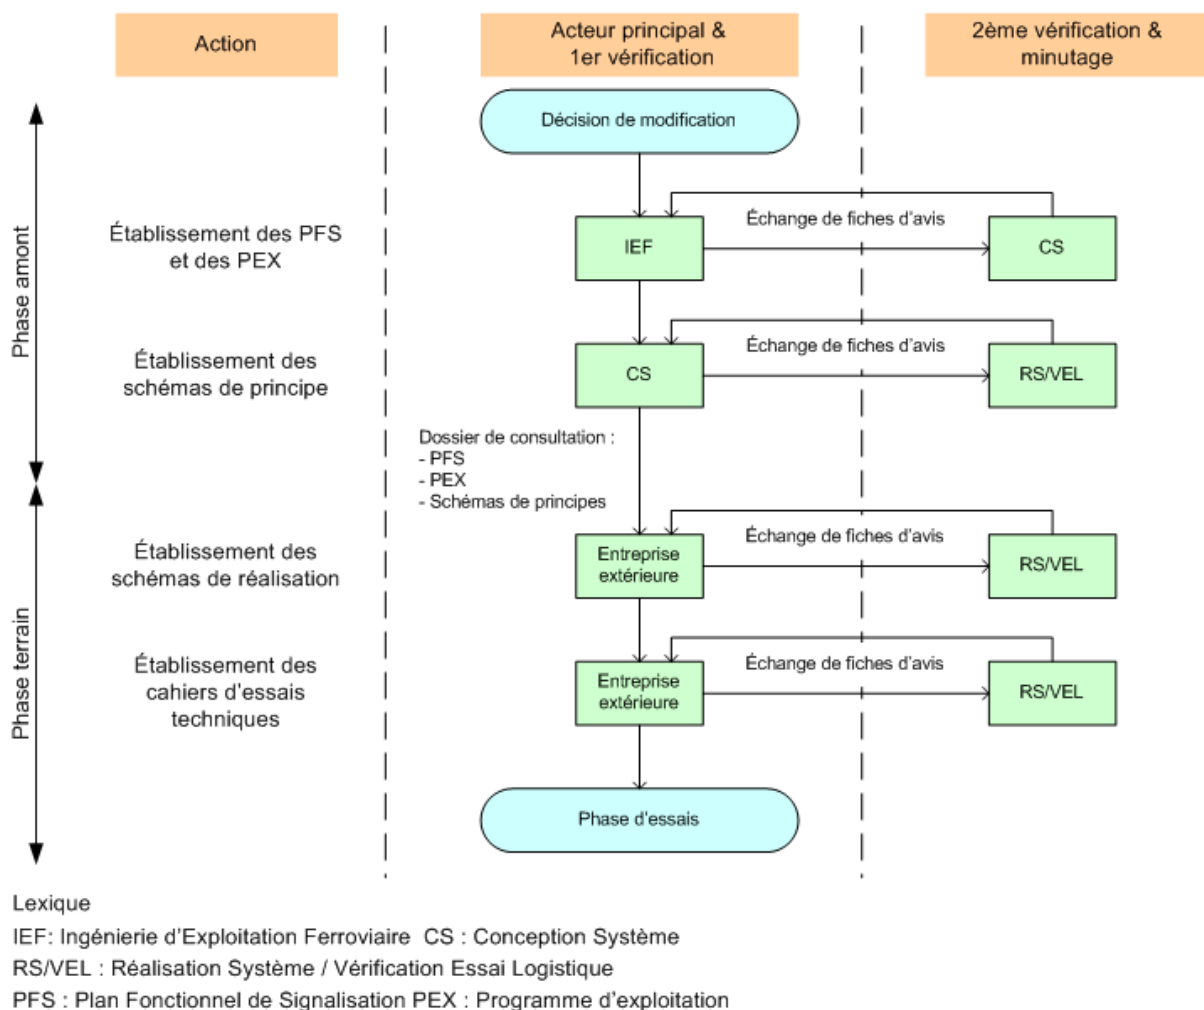 Action
Acteur principal &
1er vérification
2ème vérification &
minutage
Décision de modification
Phase amont
Établissement des PFS
et des PEX
IEF
Échange de fiches d'avis
CS
Établissement des
schémas de principe
CS
Échange de fiches d'avis
RS/VEL
Dossier de consultation :
- PFS
- PEX
- Schémas de principes
Phase terrain
Établissement des
schémas de réalisation
Entreprise
extérieure
Échange de fiches d'avis
RS/VEL
Établissement des
cahiers d'essais
techniques
Entreprise
extérieure
Échange de fiches d'avis
RS/VEL
Phase d'essais
Lexique
IEF: Ingénierie d'Exploitation Ferroviaire CS : Conception Système
RS/VEL : Réalisation Système / Vérification Essai Logistique
PFS : Plan Fonctionnel de Signalisation PEX : Programme d'exploitation